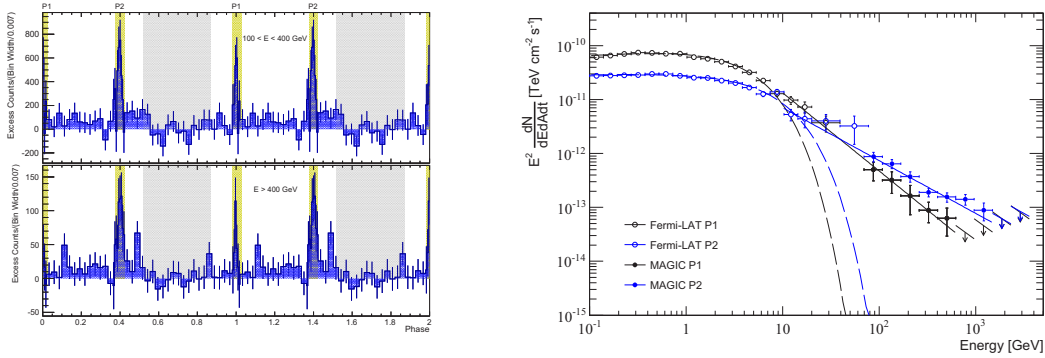 P1 P2 P1 P2
Excess Counts/(Bin Width/0.007)
800
600
400
200
0
-200
100 < E < 400 GeV
Excess Counts/(Bin Width/0.007)
150
100
50
0
-50
E > 400 GeV
0 0.2 0.4 0.6 0.8 1 1.2 1.4 1.6 1.8 2
Phase
E² dN/dEdAdt [TeV cm⁻² s⁻¹]
10⁻¹⁰
10⁻¹¹
10⁻¹²
10⁻¹³
10⁻¹⁴
10⁻¹⁵
Fermi-LAT P1
Fermi-LAT P2
MAGIC P1
MAGIC P2
10⁻¹ 1 10 10² 10³
Energy [GeV]